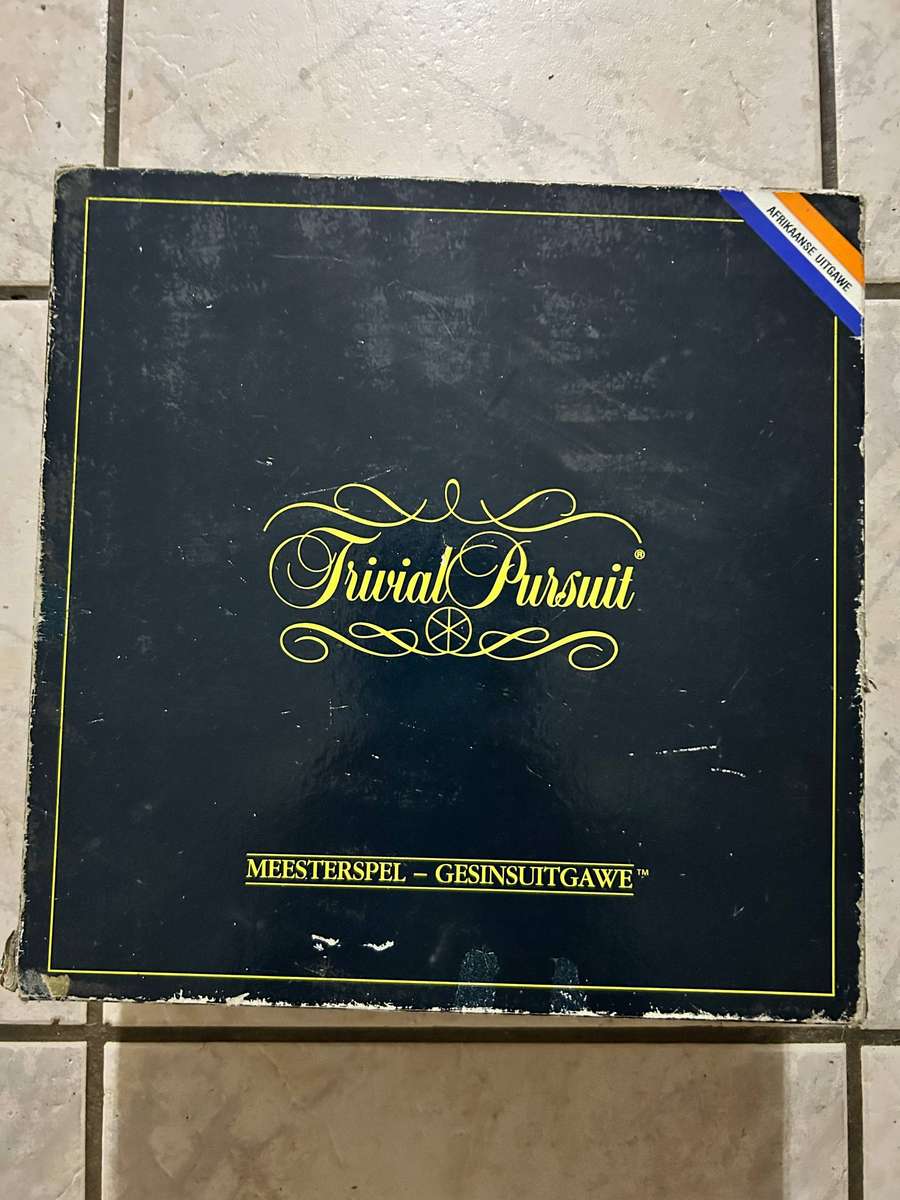 AFRIKAANSE UITGAWE
Trivial Pursuit®
MEESTERSPEL – GESINSUITGAWE™